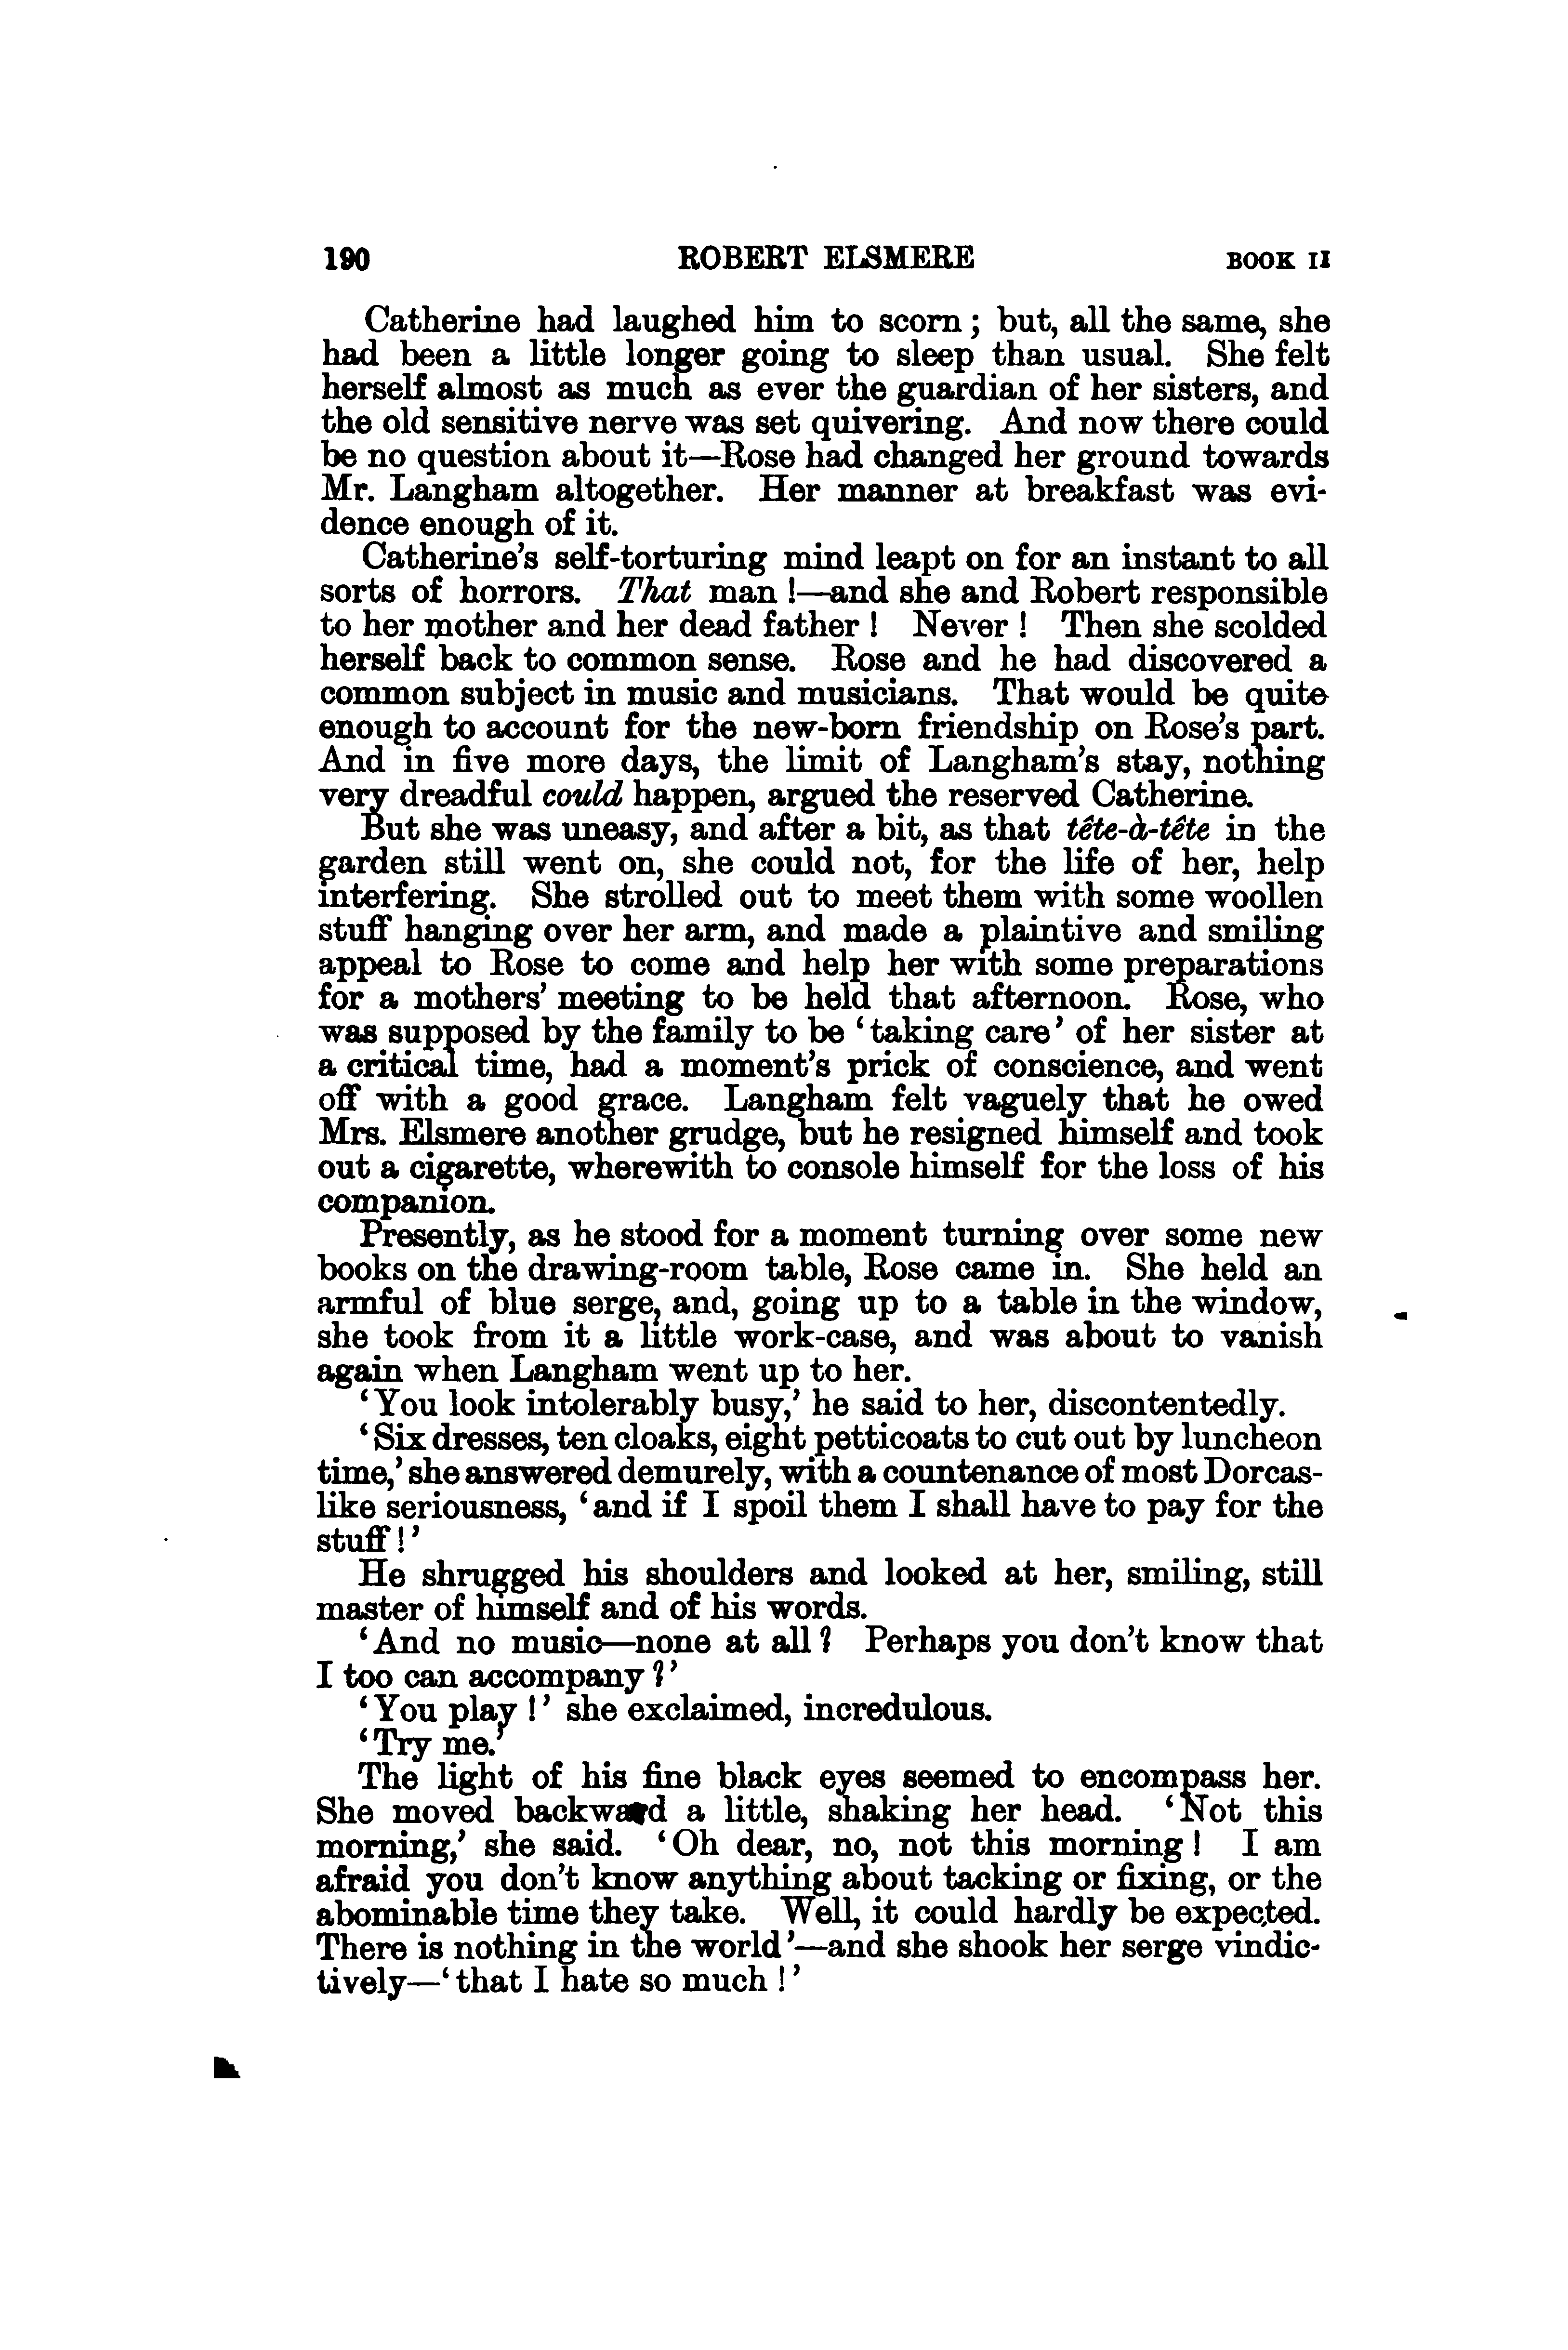 190 ROBERT ELSMERE BOOK II
Catherine had laughed him to scorn; but, all the same, she
had been a little longer going to sleep than usual. She felt
herself almost as much as ever the guardian of her sisters, and
the old sensitive nerve was set quivering. And now there could
be no question about it—Rose had changed her ground towards
Mr. Langham altogether. Her manner at breakfast was evi-
dence enough of it.
Catherine's self-torturing mind leapt on for an instant to all
sorts of horrors. That man!—and she and Robert responsible
to her mother and her dead father! Never! Then she scolded
herself back to common sense. Rose and he had discovered a
common subject in music and musicians. That would be quite
enough to account for the new-born friendship on Rose's part.
And in five more days, the limit of Langham's stay, nothing
very dreadful could happen, argued the reserved Catherine.
But she was uneasy, and after a bit, as that tête-à-tête in the
garden still went on, she could not, for the life of her, help
interfering. She strolled out to meet them with some woollen
stuff hanging over her arm, and made a plaintive and smiling
appeal to Rose to come and help her with some preparations
for a mothers' meeting to be held that afternoon. Rose, who
was supposed by the family to be 'taking care' of her sister at
a critical time, had a moment's prick of conscience, and went
off with a good grace. Langham felt vaguely that he owed
Mrs. Elsmere another grudge, but he resigned himself and took
out a cigarette, wherewith to console himself for the loss of his
companion.
Presently, as he stood for a moment turning over some new
books on the drawing-room table, Rose came in. She held an
armful of blue serge, and, going up to a table in the window,
she took from it a little work-case, and was about to vanish
again when Langham went up to her.
'You look intolerably busy,' he said to her, discontentedly.
'Six dresses, ten cloaks, eight petticoats to cut out by luncheon
time,' she answered demurely, with a countenance of most Dorcas-
like seriousness, 'and if I spoil them I shall have to pay for the
stuff!'
He shrugged his shoulders and looked at her, smiling, still
master of himself and of his words.
'And no music—none at all? Perhaps you don't know that
I too can accompany?'
'You play!' she exclaimed, incredulous.
'Try me.'
The light of his fine black eyes seemed to encompass her.
She moved backward a little, shaking her head. 'Not this
morning,' she said. 'Oh dear, no, not this morning! I am
afraid you don't know anything about tacking or fixing, or the
abominable time they take. Well, it could hardly be expected.
There is nothing in the world'—and she shook her serge vindic-
tively—'that I hate so much!'